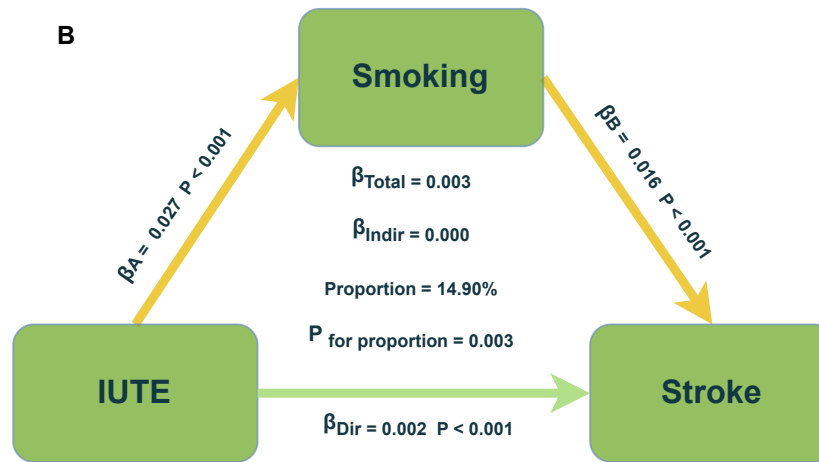 B
Smoking
βA = 0.027 P < 0.001
βB = 0.016 P < 0.001
βTotal = 0.003
βIndir = 0.000
Proportion = 14.90%
P for proportion = 0.003
IUTE
Stroke
βDir = 0.002 P < 0.001